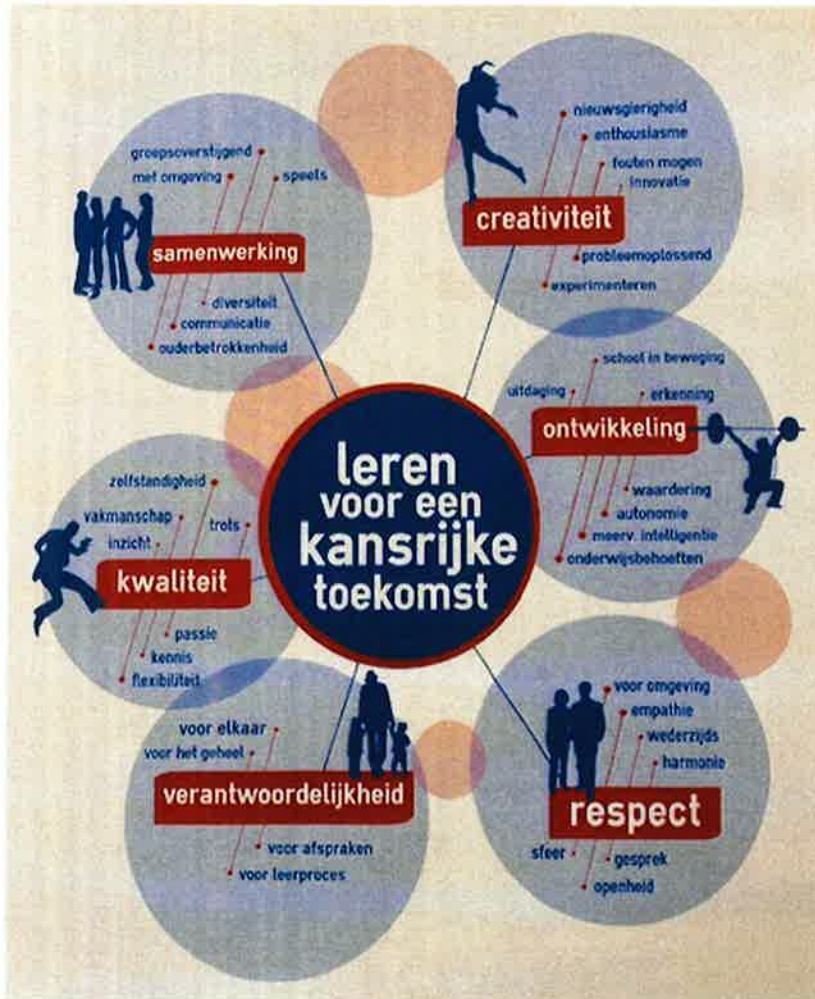 groepsoverstijgend
met omgeving
speels
samenwerking
diversiteit
communicatie
ouderbetrokkenheid
nieuwsgierigheid
enthousiasme
fouten mogen
innovatie
creativiteit
probleemoplossend
experimenteren
school in beweging
uitdaging
erkenning
ontwikkeling
waardering
autonomie
meerv. intelligentie
onderwijsbehoeften
leren
voor een
kansrijke
toekomst
zelfstandigheid
vakmanschap
trots
inzicht
kwaliteit
passie
kennis
flexibiliteit
voor elkaar
voor het geheel
verantwoordelijkheid
voor afspraken
voor leerproces
voor omgeving
empathie
wederzijds
harmonie
respect
sfeer
gesprek
openheid